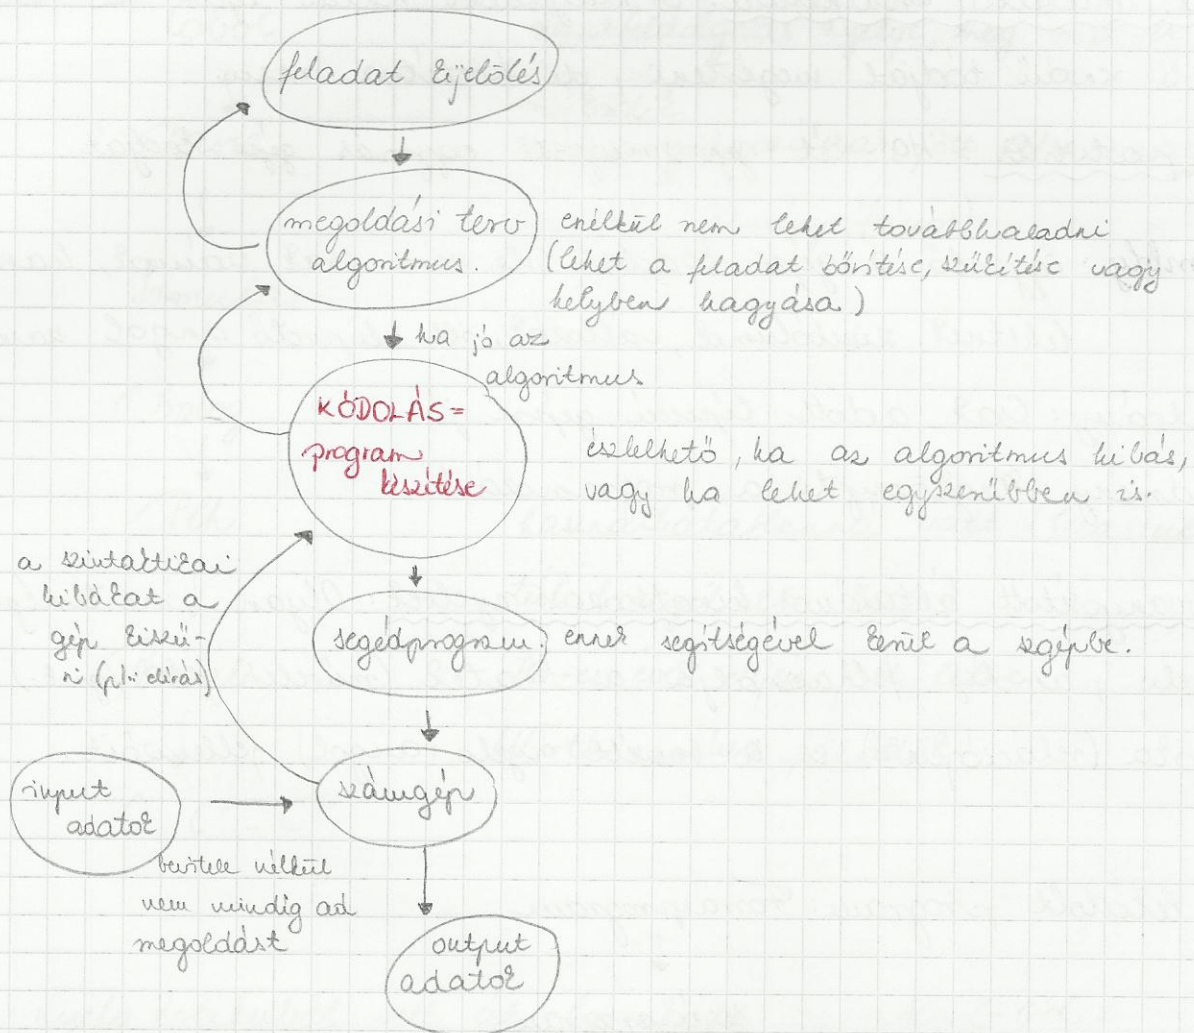 feladat kijelölés
megoldási terv
algoritmus.
enélkül nem lehet továbbhaladni
(lehet a feladat bővítése, szűkítése vagy
helyben hagyása)
ha jó az
algoritmus
KÓDOLÁS =
program
készítése
észlelhető, ha az algoritmus hibás,
vagy ha lehet egyszerűbben is.
a szintaktikai
hibákat a
gép kiszű-
ri (pl: elírás)
segédprogram.
ennek segítségével kerül a szgépbe.
input
adatok
számgép
bevitele nélkül
nem mindig ad
megoldást
output
adatok